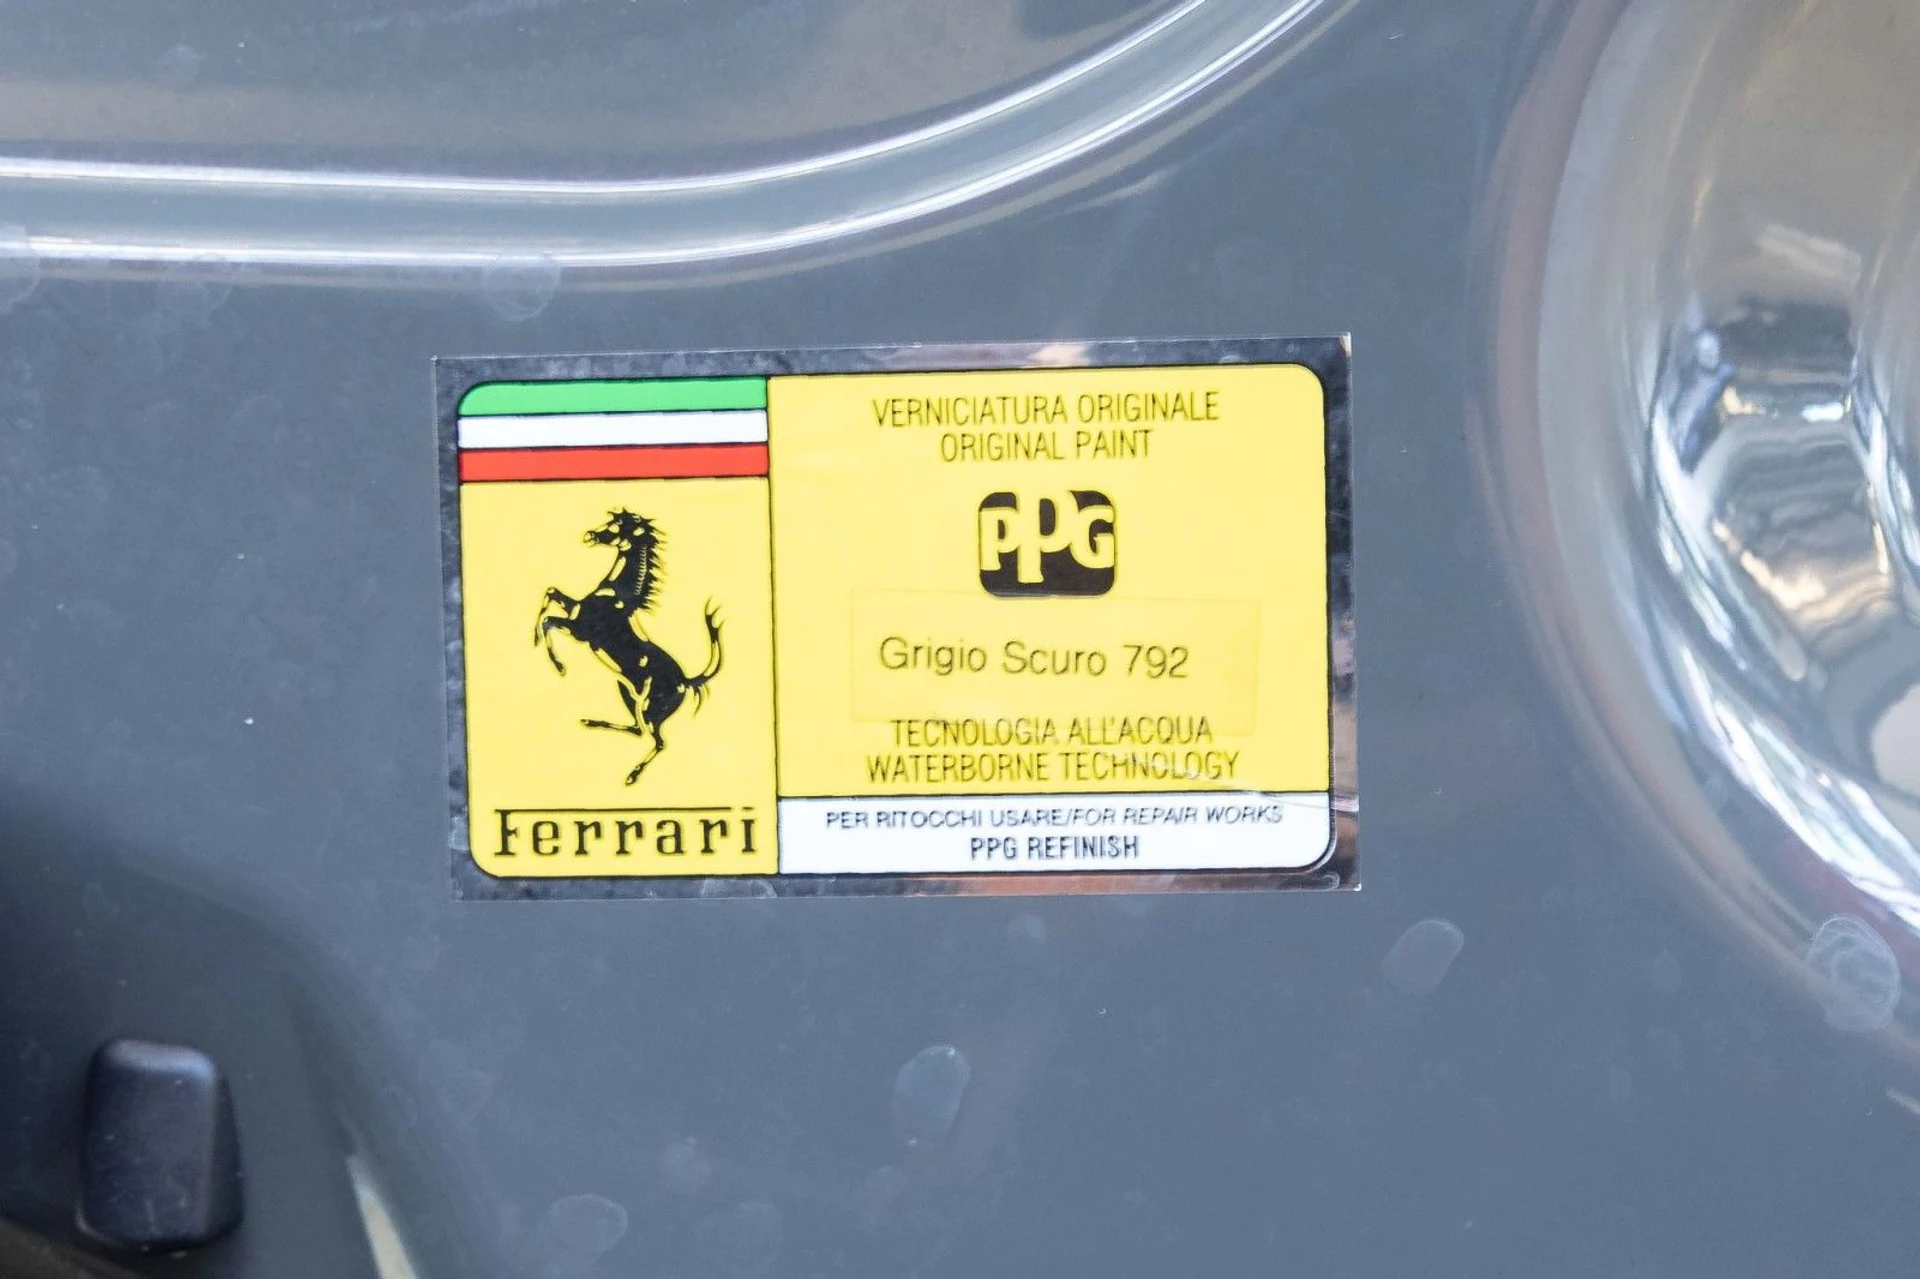 Ferrari
VERNICIATURA ORIGINALE
ORIGINAL PAINT
PPG
Grigio Scuro 792
TECNOLOGIA ALL'ACQUA
WATERBORNE TECHNOLOGY
PER RITOCCHI USARE/FOR REPAIR WORKS
PPG REFINISH